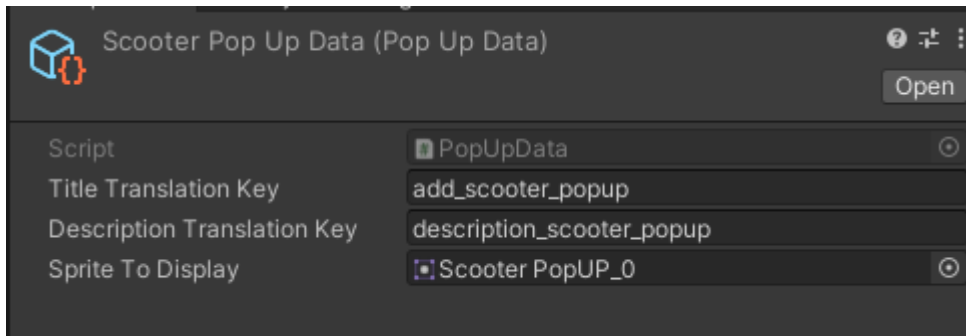 Scooter Pop Up Data (Pop Up Data)
Open
Script PopUpData
Title Translation Key add_scooter_popup
Description Translation Key description_scooter_popup
Sprite To Display Scooter PopUP_0